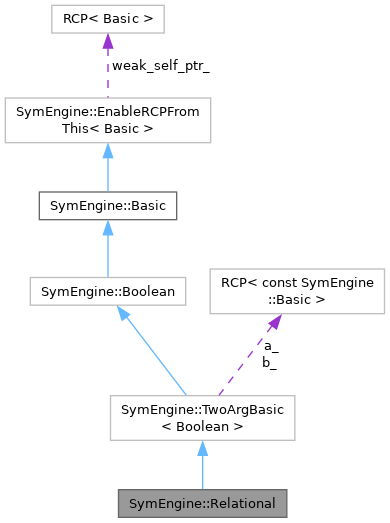 RCP< Basic >
weak_self_ptr_
SymEngine::EnableRCPFrom
This< Basic >
SymEngine::Basic
SymEngine::Boolean
RCP< const SymEngine
::Basic >
a_
b_
SymEngine::TwoArgBasic
< Boolean >
SymEngine::Relational